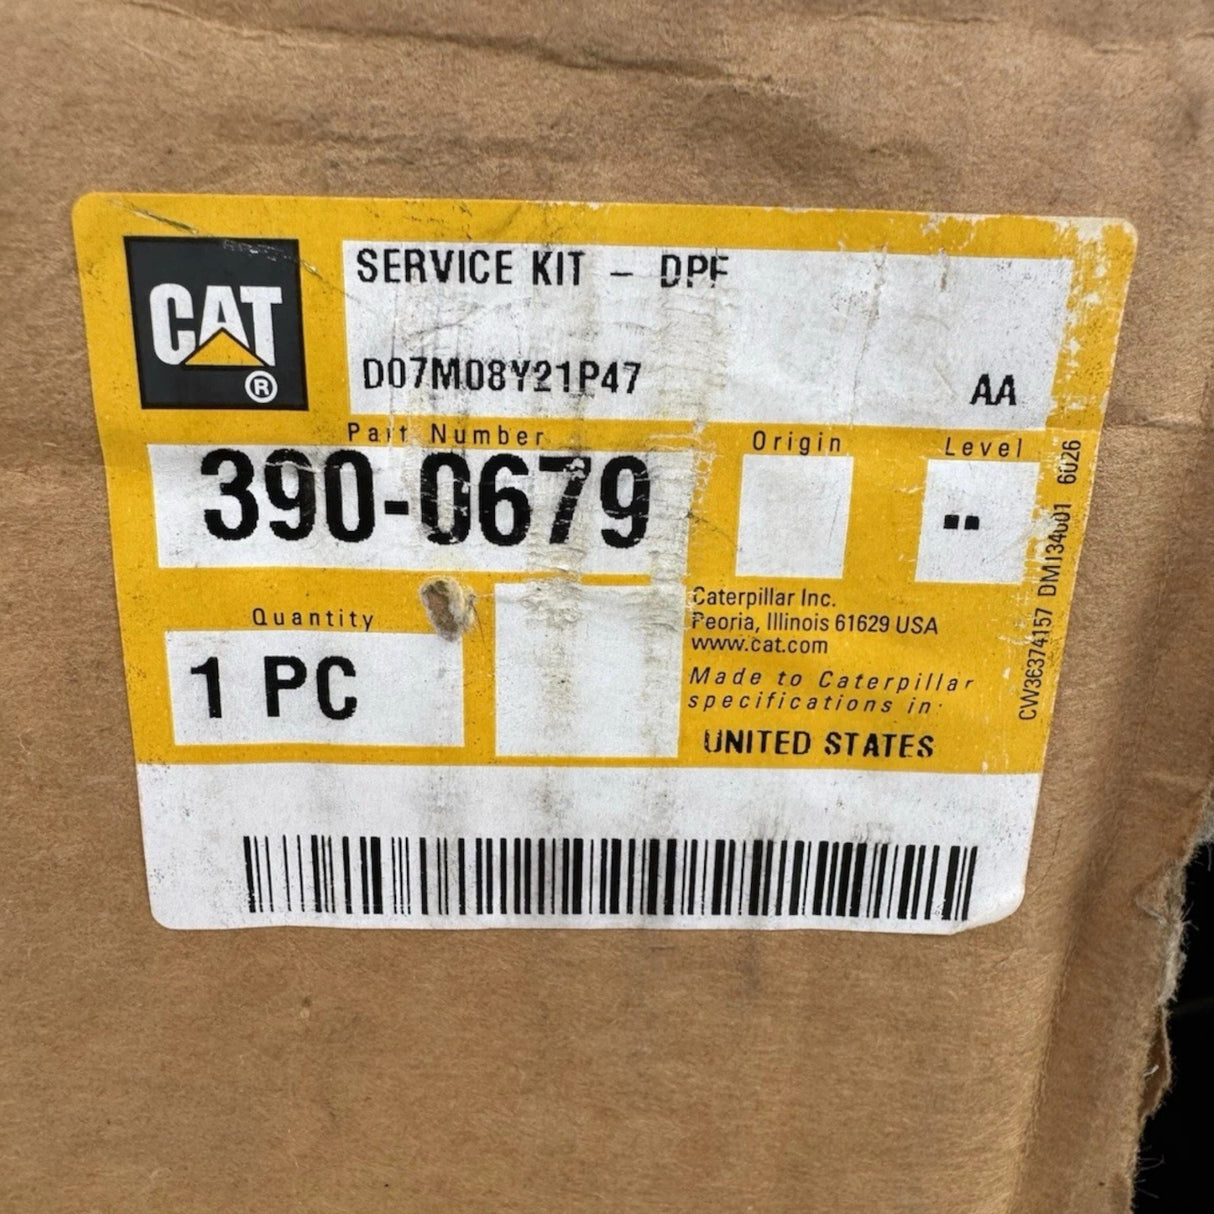 CAT
®
SERVICE KIT - DPF
D07M08Y21P47
AA
Part Number
390-0679
Origin
Level
--
Quantity
1 PC
Caterpillar Inc.
Peoria, Illinois 61629 USA
www.cat.com
Made to Caterpillar
specifications in:
UNITED STATES
CW36374157 DM134001 6026